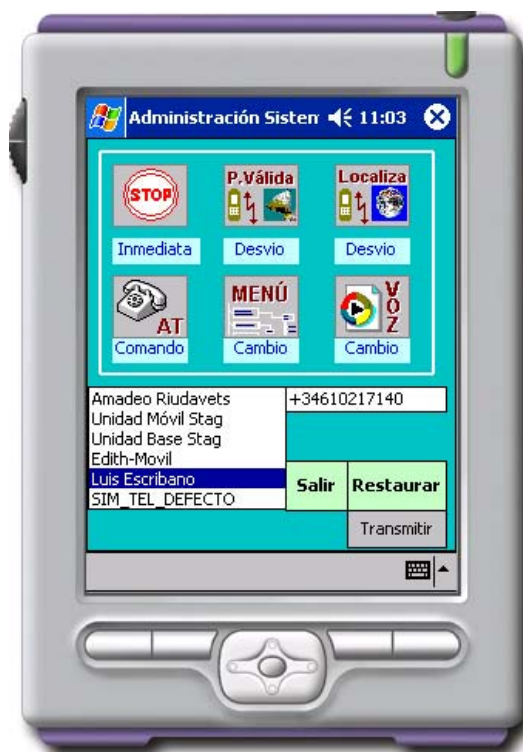 Administración Sistem 11:03
STOP
P.Válida
Localiza
Inmediata
Desvio
Desvio
AT
MENÚ
VOZ
Comando
Cambio
Cambio
Amadeo Riudavets
+34610217140
Unidad Móvil Stag
Unidad Base Stag
Edith-Movil
Luis Escribano
SIM_TEL_DEFECTO
Salir
Restaurar
Transmitir